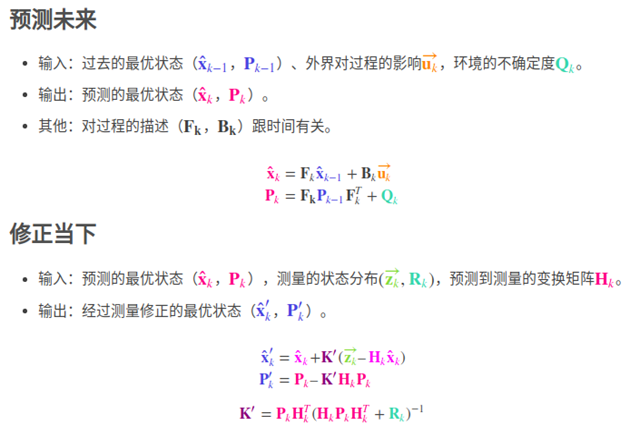 预测未来
• 输入:过去的最优状态($\hat{\mathbf{x}}_{k-1}$,$\mathbf{P}_{k-1}$)、外界对过程的影响$\overrightarrow{\mathbf{u}_k}$,环境的不确定度$\mathbf{Q}_k$。
• 输出:预测的最优状态($\hat{\mathbf{x}}_k$,$\mathbf{P}_k$)。
• 其他:对过程的描述($\mathbf{F_k}$,$\mathbf{B_k}$)跟时间有关。
$\hat{\mathbf{x}}_k = \mathbf{F}_k\hat{\mathbf{x}}_{k-1} + \mathbf{B}_k\overrightarrow{\mathbf{u}_k}$
$\mathbf{P}_k = \mathbf{F_k}\mathbf{P}_{k-1}\mathbf{F}_k^T + \mathbf{Q}_k$
修正当下
• 输入:预测的最优状态($\hat{\mathbf{x}}_k$,$\mathbf{P}_k$),测量的状态分布($\overrightarrow{\mathbf{z}_k}, \mathbf{R}_k$),预测到测量的变换矩阵$\mathbf{H}_k$。
• 输出:经过测量修正的最优状态($\hat{\mathbf{x}}_k'$,$\mathbf{P}_k'$)。
$\hat{\mathbf{x}}_k' = \hat{\mathbf{x}}_k + \mathbf{K}'(\overrightarrow{\mathbf{z}_k} – \mathbf{H}_k\hat{\mathbf{x}}_k)$
$\mathbf{P}_k' = \mathbf{P}_k – \mathbf{K}'\mathbf{H}_k\mathbf{P}_k$
$\mathbf{K}' = \mathbf{P}_k\mathbf{H}_k^T(\mathbf{H}_k\mathbf{P}_k\mathbf{H}_k^T + \mathbf{R}_k)^{-1}$